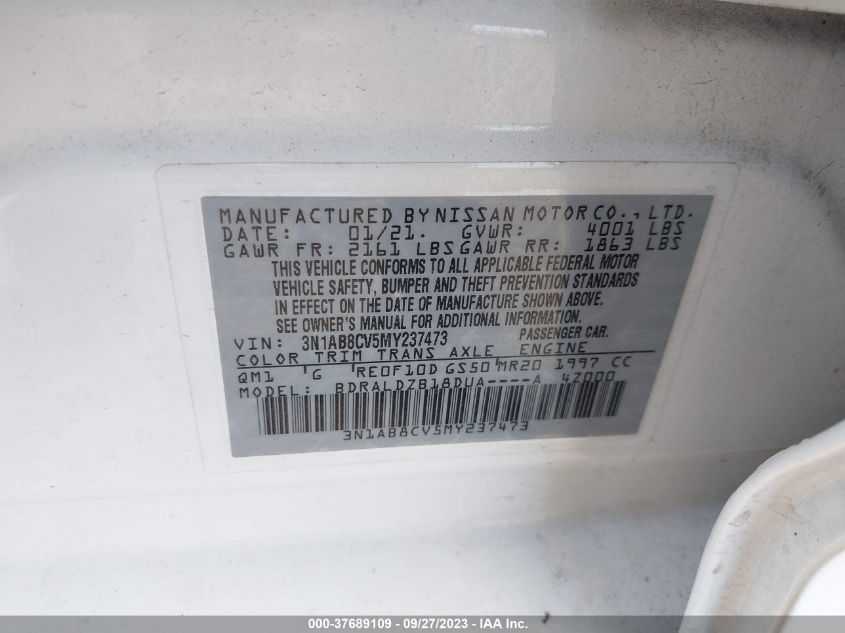 MANUFACTURED BY NISSAN MOTOR CO., LTD.
DATE: 01/21. GVWR: 4001 LBS
GAWR FR: 2161 LBS GAWR RR: 1863 LBS
THIS VEHICLE CONFORMS TO ALL APPLICABLE FEDERAL MOTOR
VEHICLE SAFETY, BUMPER AND THEFT PREVENTION STANDARDS
IN EFFECT ON THE DATE OF MANUFACTURE SHOWN ABOVE.
SEE OWNER'S MANUAL FOR ADDITIONAL INFORMATION.
VIN: 3N1AB8CV5MY237473 PASSENGER CAR.
COLOR TRIM TRANS AXLE ENGINE
QM1 G RE0F10D GS50 MR20 1997 CC
MODEL: BDRALDZB18DUA----A 4Z000
3N1AB8CV5MY237473
000-37689109 - 09/27/2023 - IAA Inc.